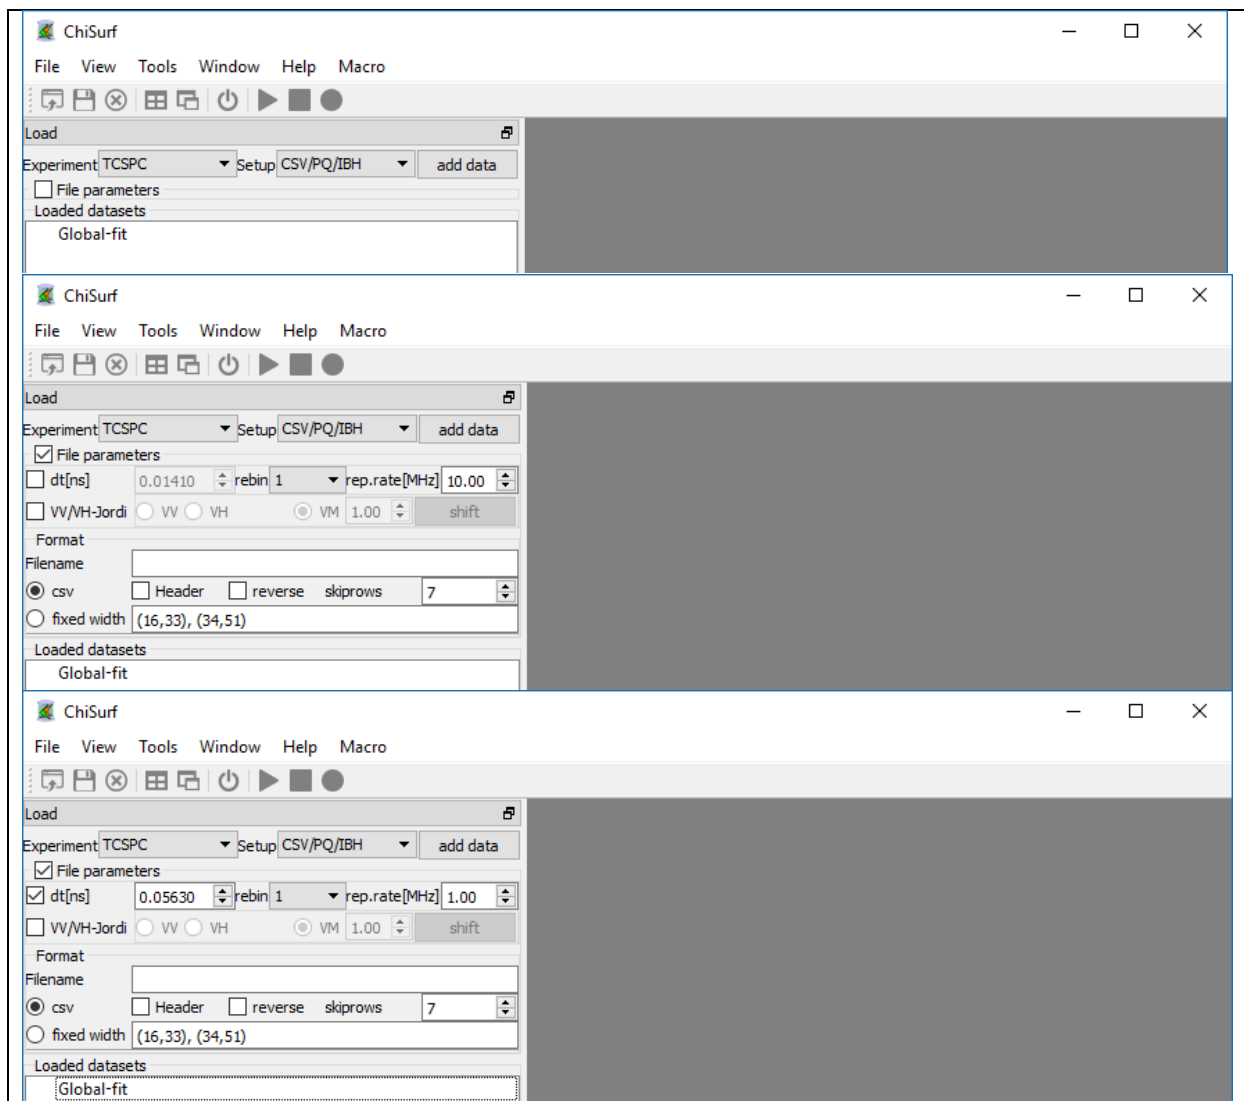 ChiSurf
File View Tools Window Help Macro
Load
Experiment TCSPC Setup CSV/PQ/IBH add data
File parameters
Loaded datasets
Global-fit
ChiSurf
File View Tools Window Help Macro
Load
Experiment TCSPC Setup CSV/PQ/IBH add data
File parameters
dt[ns] 0.01410 rebin 1 rep.rate[MHz] 10.00
VV/VH-Jordi VV VH VM 1.00 shift
Format
Filename
csv Header reverse skiprows 7
fixed width (16,33), (34,51)
Loaded datasets
Global-fit
ChiSurf
File View Tools Window Help Macro
Load
Experiment TCSPC Setup CSV/PQ/IBH add data
File parameters
dt[ns] 0.05630 rebin 1 rep.rate[MHz] 1.00
VV/VH-Jordi VV VH VM 1.00 shift
Format
Filename
csv Header reverse skiprows 7
fixed width (16,33), (34,51)
Loaded datasets
Global-fit